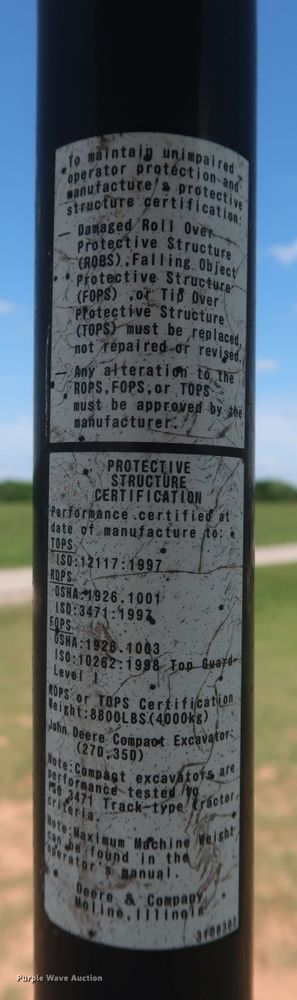 To maintain unimpaired
operator protection and
manufacture's protective
structure certification:
— Damaged Roll Over
Protective Structure
(ROBS),Falling Object
Protective Structure
(FOPS) ,or Tip Over
Protective Structure
(TOPS) must be replaced,
not repaired or revised.
— Any alteration to the
ROPS,FOPS,or TOPS
must be approved by the
manufacturer.
PROTECTIVE
STRUCTURE
CERTIFICATION
Performance certified at
date of manufacture to:
TOPS
ISO:12117:1997
ROPS
OSHA:1926.1001
ISO:3471:1997
FOPS
OSHA:1926.1003
ISO:10262:1998 Top Guard-
Level I
ROPS or TOPS Certification
Weight:8800LBS(4000kg)
John Deere Compact Excavator:
(27D,35D)
Note:Compact excavators are
performance tested to
ISO 3471 Track-type tractor
criteria.
Note:Maximum Machine Weight
can be found in the
operator's manual.
Deere & Company
Moline,Illinois
Purple Wave Auction